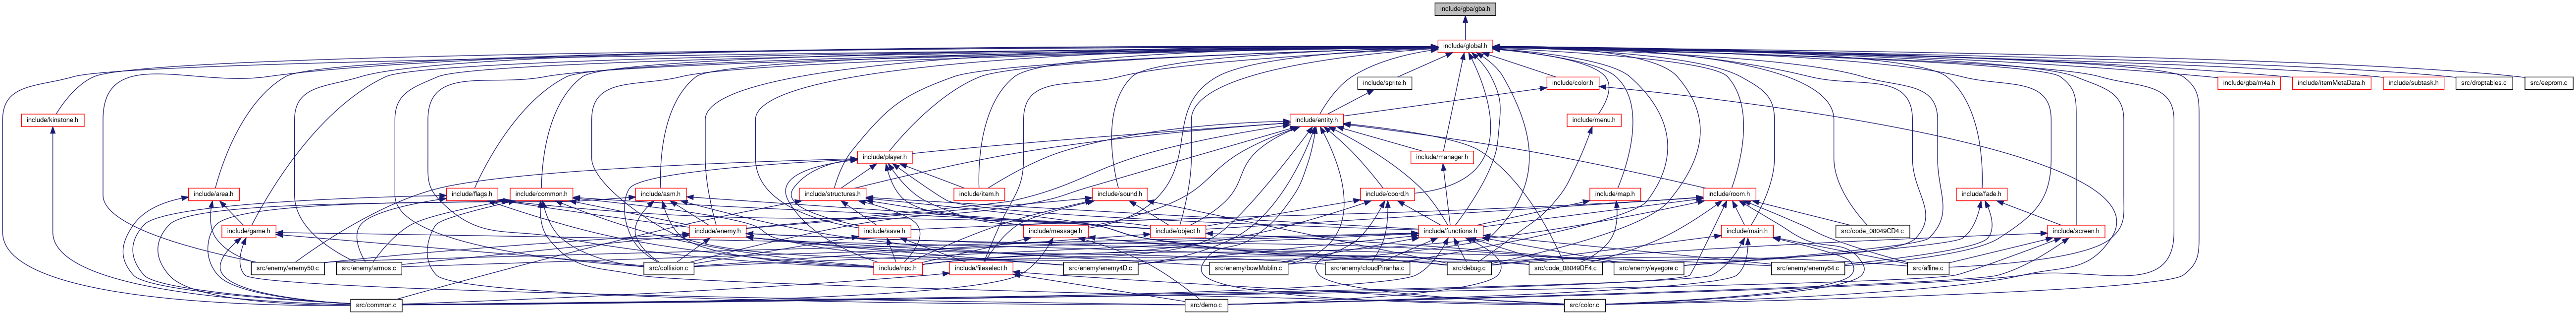 include/gba/gba.h
include/global.h
include/sprite.h
include/color.h
include/gba/m4a.h
include/itemMetaData.h
include/subtask.h
src/droptables.c
src/eeprom.c
include/kinstone.h
include/entity.h
include/menu.h
include/player.h
include/manager.h
include/area.h
include/flags.h
include/common.h
include/asm.h
include/structures.h
include/item.h
include/sound.h
include/coord.h
include/map.h
include/room.h
include/fade.h
include/game.h
include/enemy.h
include/save.h
include/message.h
include/object.h
include/functions.h
include/main.h
src/code_08049CD4.c
include/screen.h
src/enemy/enemy50.c
src/enemy/armos.c
src/collision.c
include/npc.h
include/fileselect.h
src/enemy/enemy4D.c
src/enemy/bowMoblin.c
src/enemy/cloudPiranha.c
src/debug.c
src/code_08049DF4.c
src/enemy/eyegore.c
src/enemy/enemy64.c
src/affine.c
src/common.c
src/demo.c
src/color.c